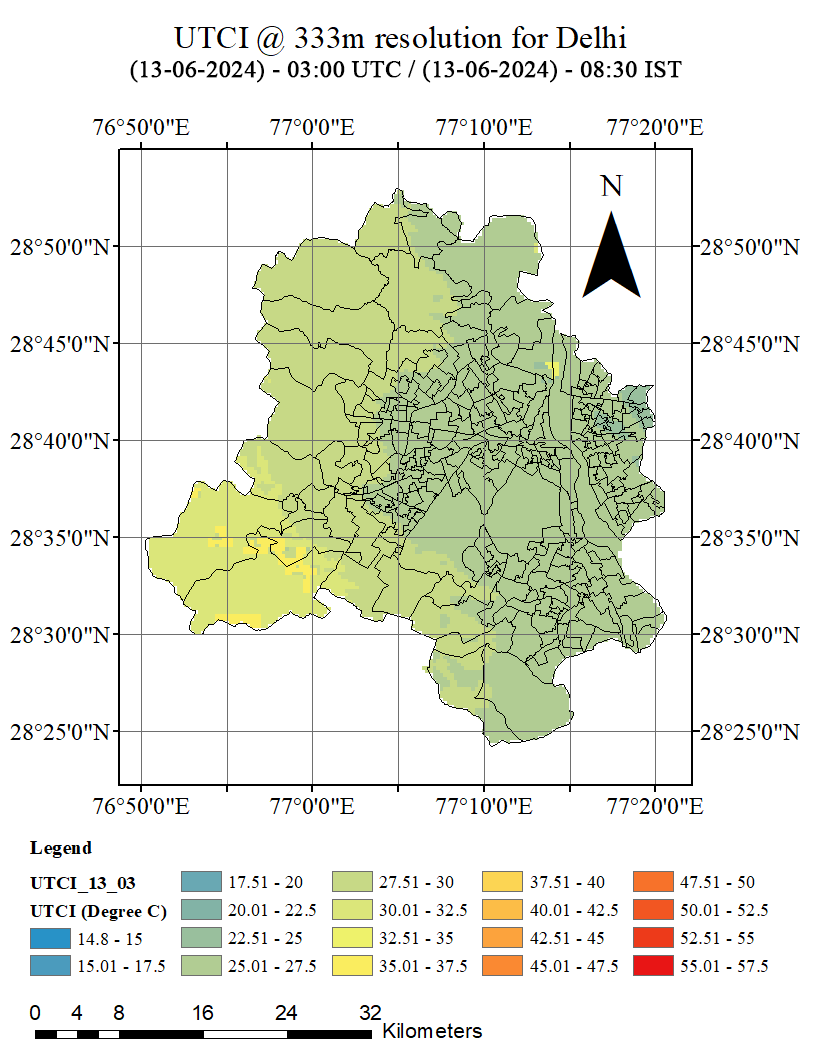 UTCI @ 333m resolution for Delhi
(13-06-2024) - 03:00 UTC / (13-06-2024) - 08:30 IST
76°50'0"E 77°0'0"E 77°10'0"E 77°20'0"E
N
28°50'0"N 28°50'0"N
28°45'0"N 28°45'0"N
28°40'0"N 28°40'0"N
28°35'0"N 28°35'0"N
28°30'0"N 28°30'0"N
28°25'0"N 28°25'0"N
76°50'0"E 77°0'0"E 77°10'0"E 77°20'0"E
Legend
UTCI_13_03 17.51 - 20 27.51 - 30 37.51 - 40 47.51 - 50
UTCI (Degree C) 20.01 - 22.5 30.01 - 32.5 40.01 - 42.5 50.01 - 52.5
14.8 - 15 22.51 - 25 32.51 - 35 42.51 - 45 52.51 - 55
15.01 - 17.5 25.01 - 27.5 35.01 - 37.5 45.01 - 47.5 55.01 - 57.5
0 4 8 16 24 32
Kilometers